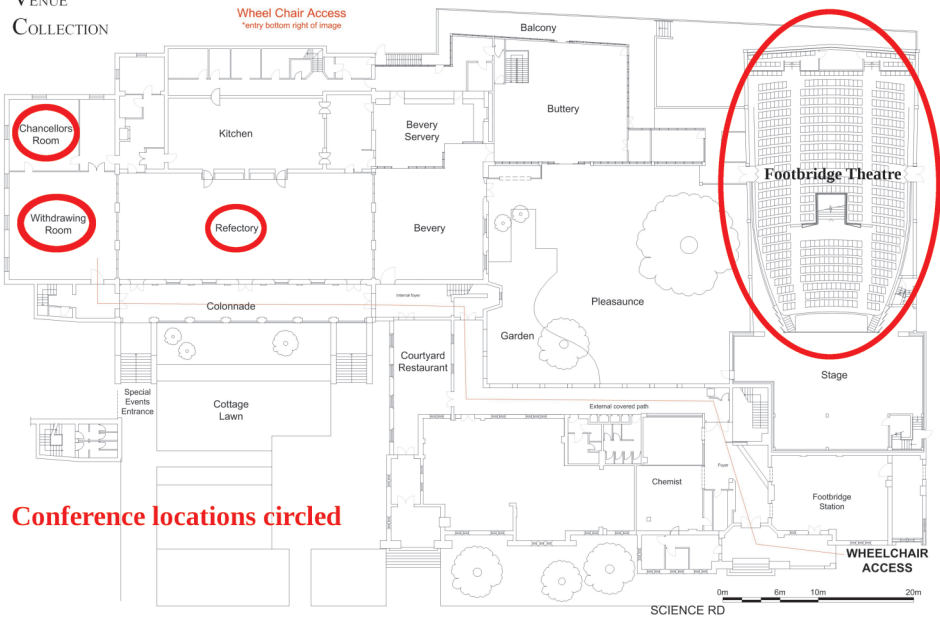 VENUE
COLLECTION
Wheel Chair Access
*entry bottom right of image
Balcony
Chancellors
Room
Kitchen
Bevery
Servery
Buttery
Footbridge Theatre
Withdrawing
Room
Refectory
Bevery
Pleasaunce
Colonnade
Internal foyer
Garden
Courtyard
Restaurant
Stage
Special
Events
Entrance
Cottage
Lawn
External covered path
Foyer
Chemist
Footbridge
Station
Conference locations circled
WHEELCHAIR
ACCESS
0m 6m 10m 20m
SCIENCE RD